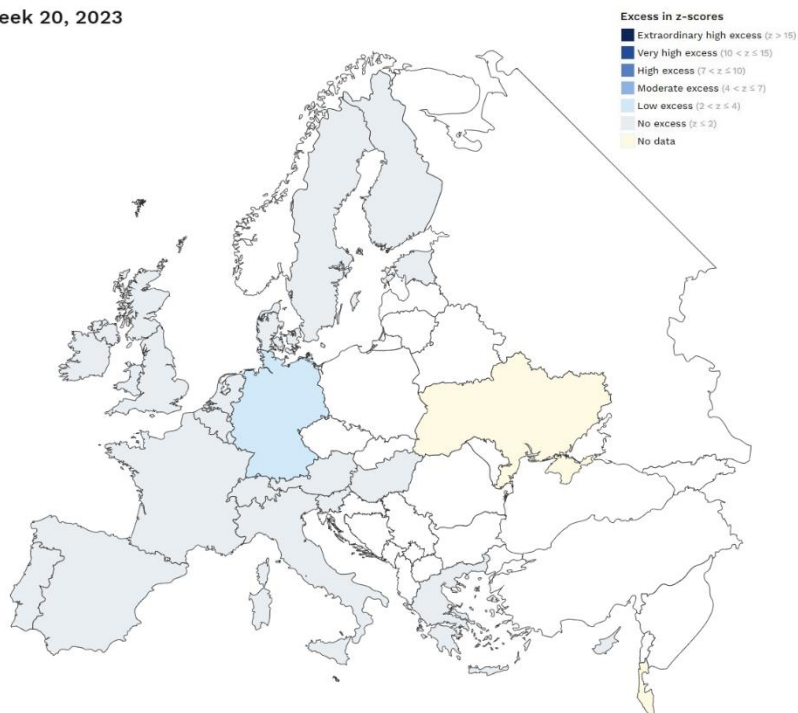 eek 20, 2023
Excess in z-scores
Extraordinary high excess (z > 15)
Very high excess (10 < z ≤ 15)
High excess (7 < z ≤ 10)
Moderate excess (4 < z ≤ 7)
Low excess (2 < z ≤ 4)
No excess (z ≤ 2)
No data